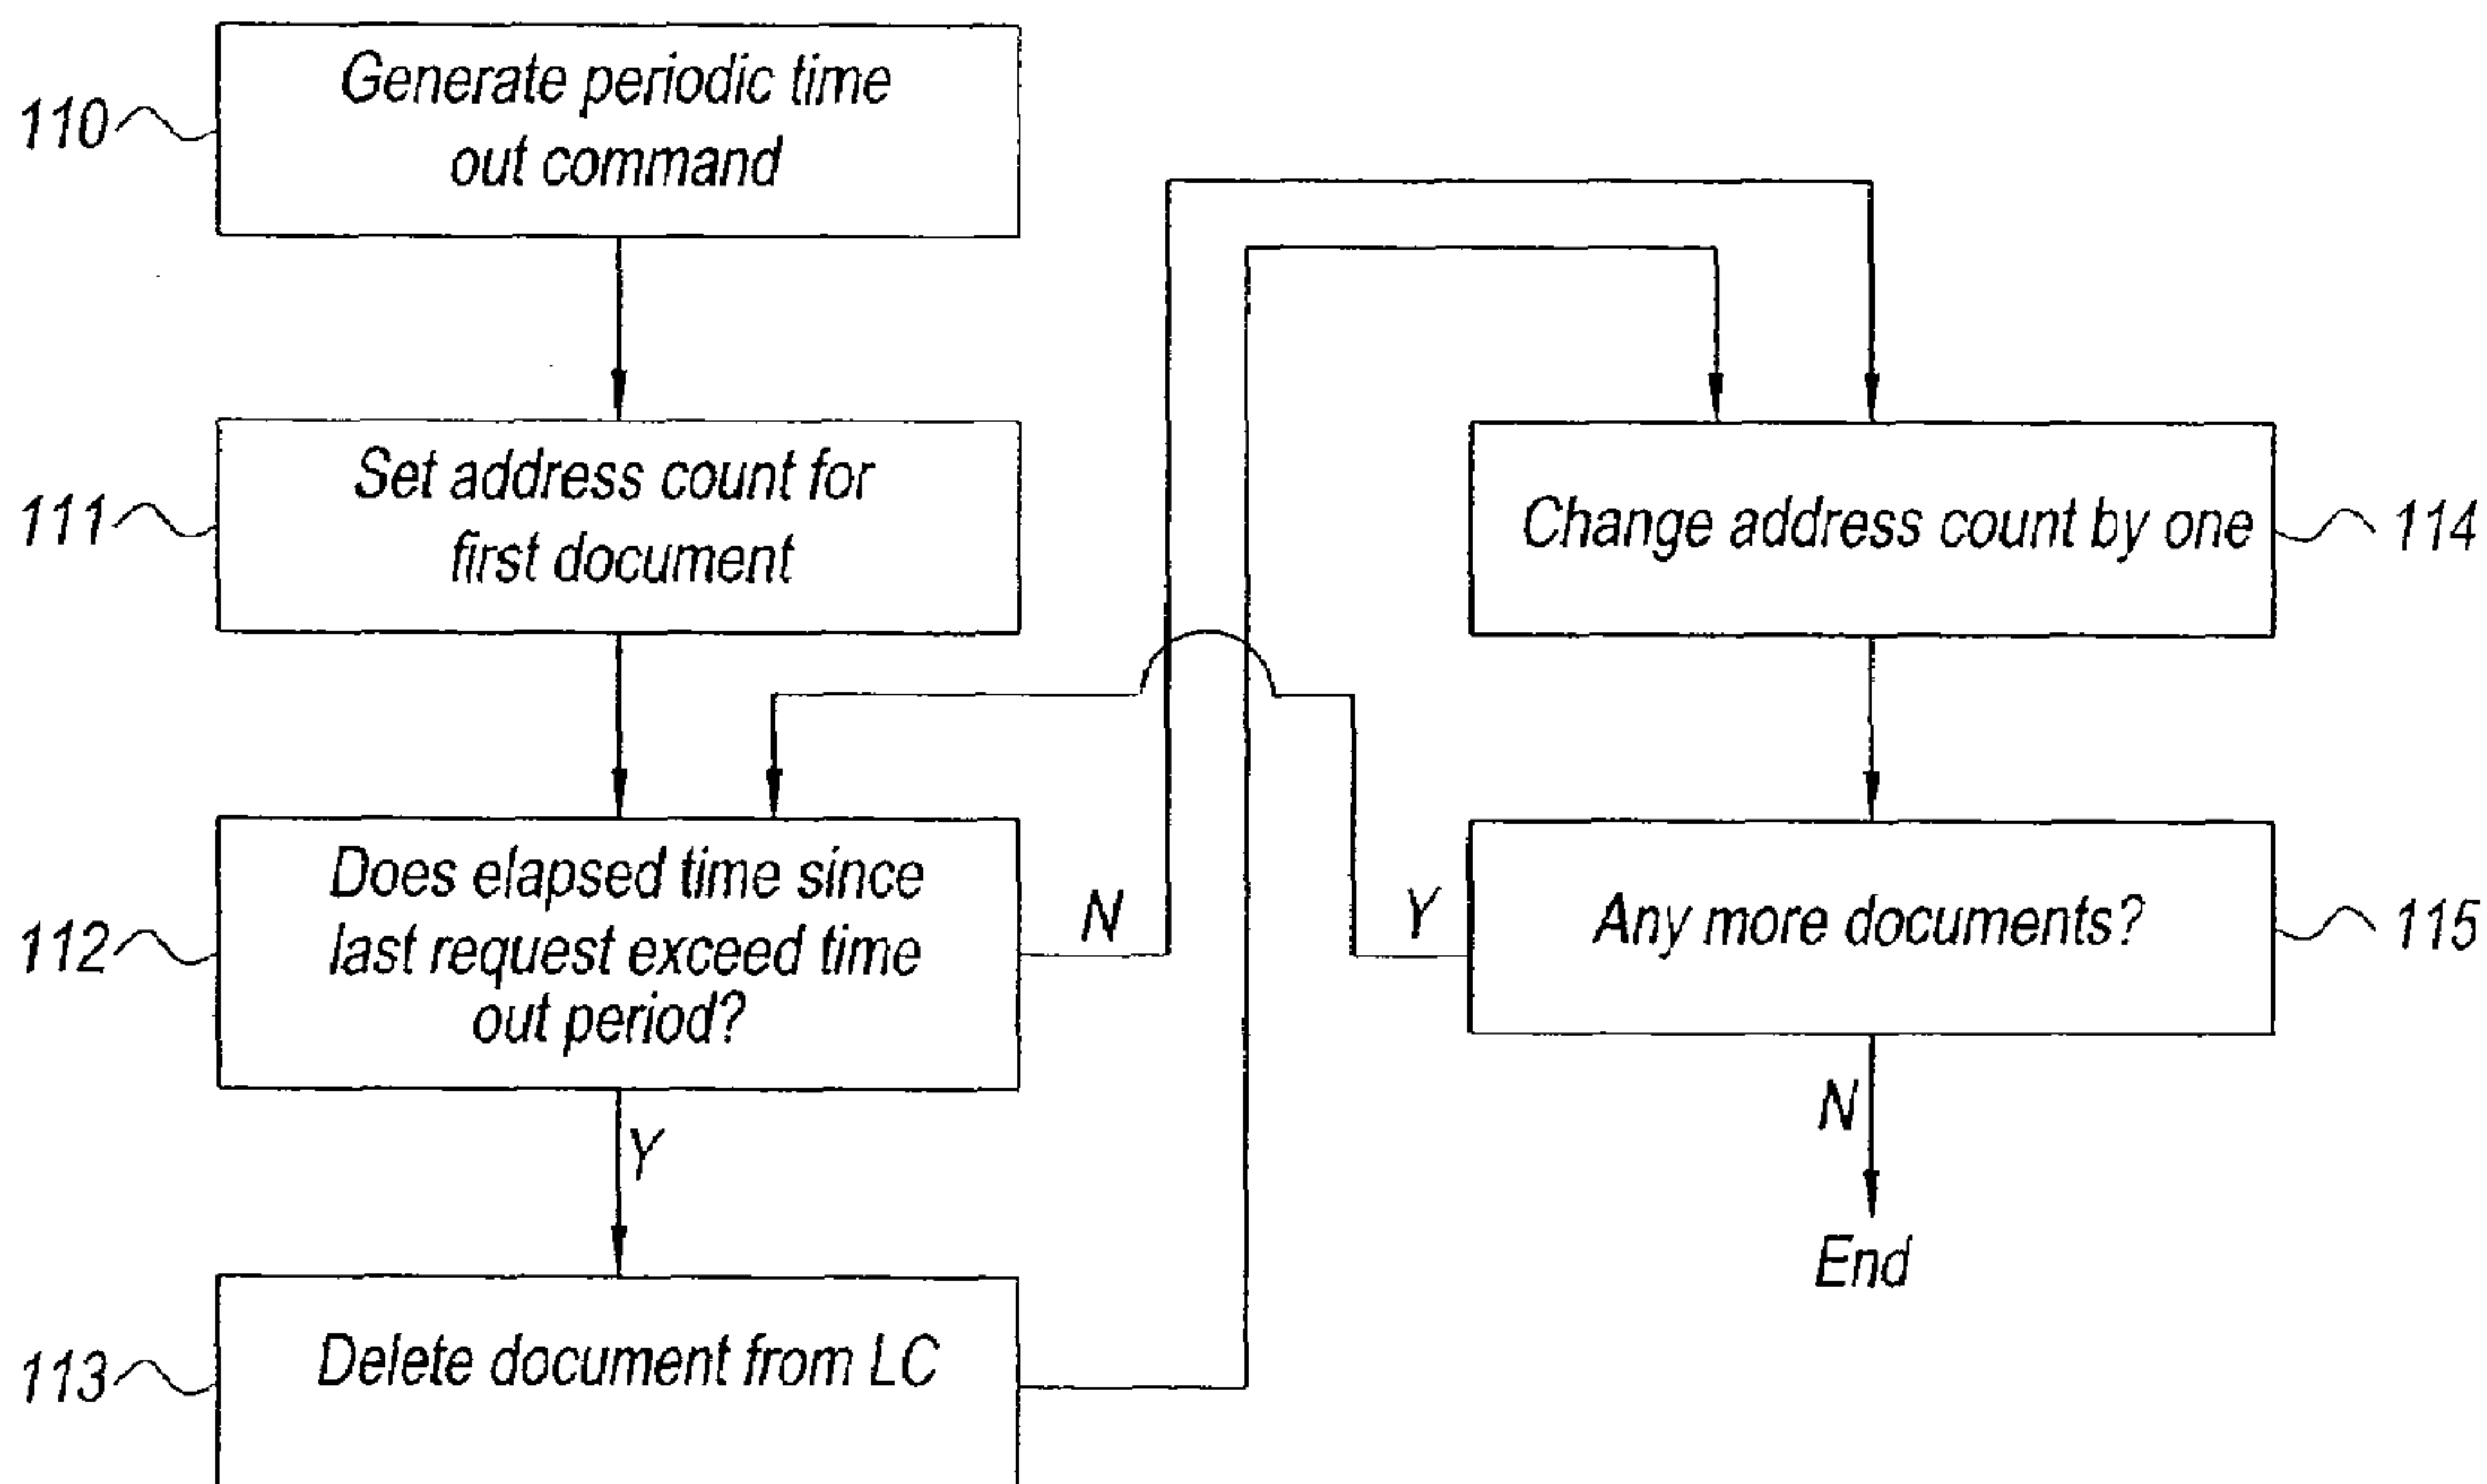 110
Generate periodic time
out command
111
Set address count for
first document
112
Does elapsed time since
last request exceed time
out period?
N
Y
113
Delete document from LC
Change address count by one
114
Any more documents?
115
Y
N
End